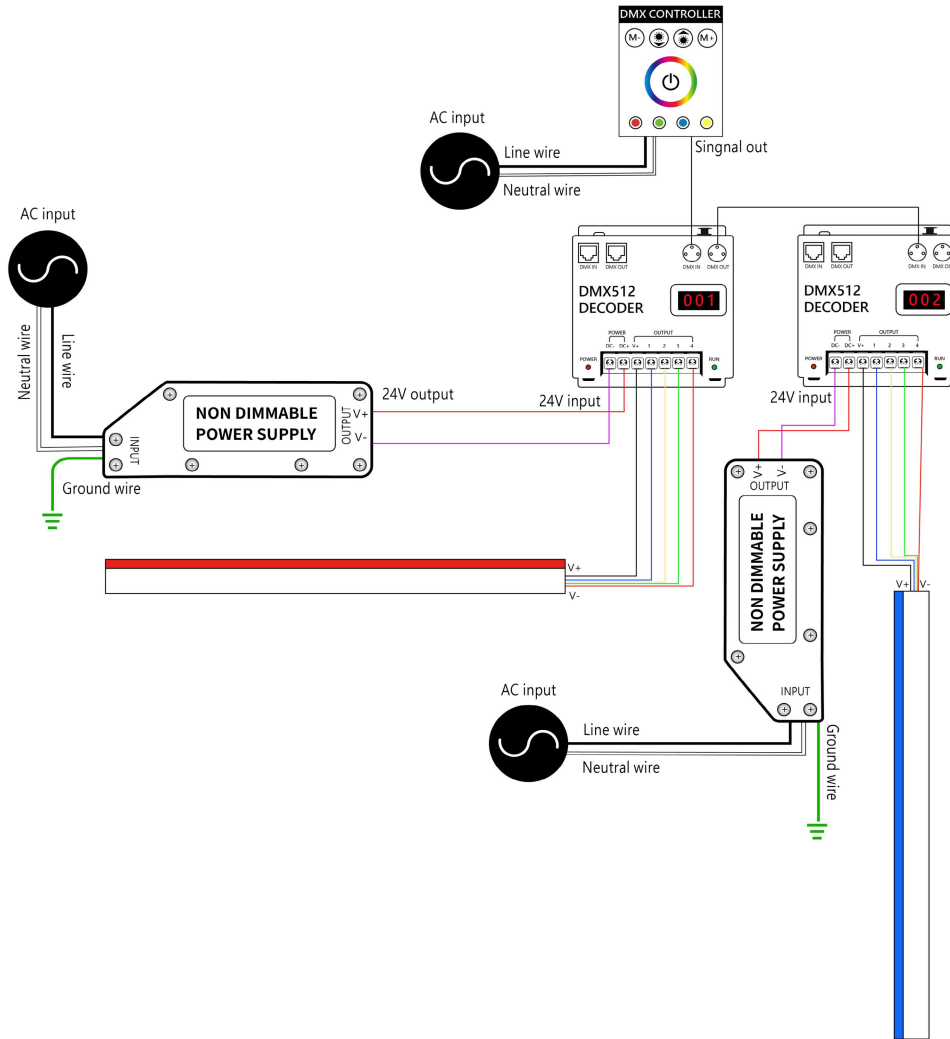 DMX CONTROLLER
M-
M+
AC input
Line wire
Neutral wire
Singnal out
AC input
Neutral wire
Line wire
DMX IN
DMX OUT
DMX IN
DMX OUT
DMX512
DECODER
001
POWER
OUTPUT
DC-
DC+
V+
1
2
3
4
POWER
RUN
DMX IN
DMX OUT
DMX IN
DMX OU
DMX512
DECODER
002
POWER
OUTPUT
DC-
DC+
V+
1
2
3
4
POWER
RUN
24V output
24V input
24V input
NON DIMMABLE
POWER SUPPLY
INPUT
OUTPUT
V+
V-
Ground wire
V+
V-
V+
V-
OUTPUT
NON DIMMABLE
POWER SUPPLY
INPUT
V+
V-
AC input
Line wire
Neutral wire
Ground wire